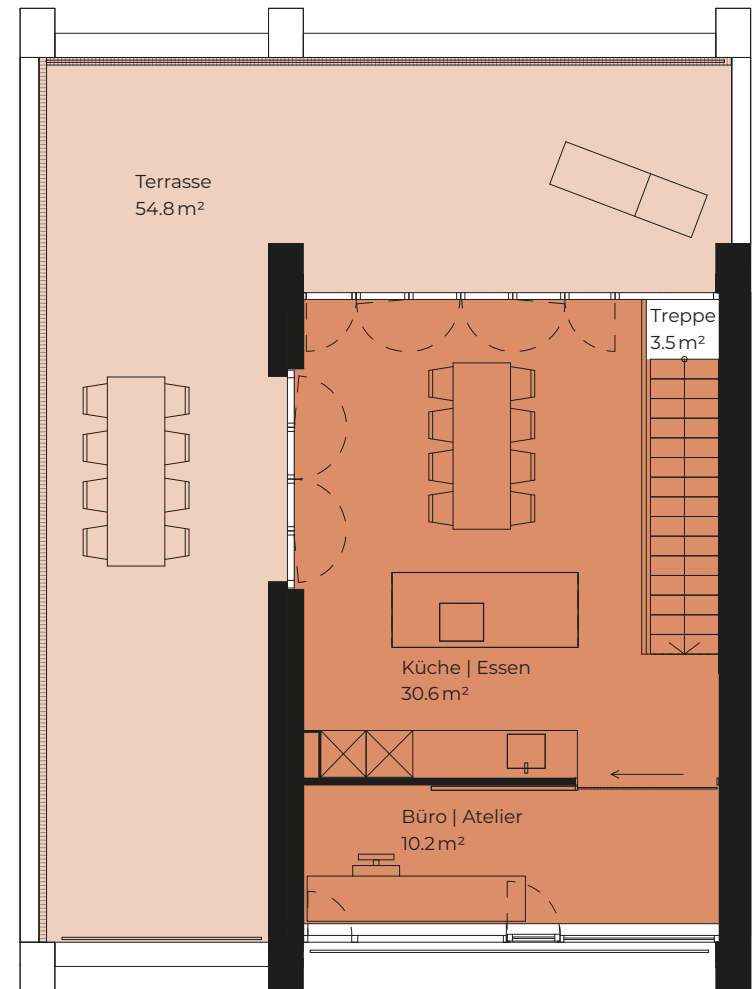 Terrasse
54.8 m²
Treppe
3.5 m²
Küche | Essen
30.6 m²
Büro | Atelier
10.2 m²